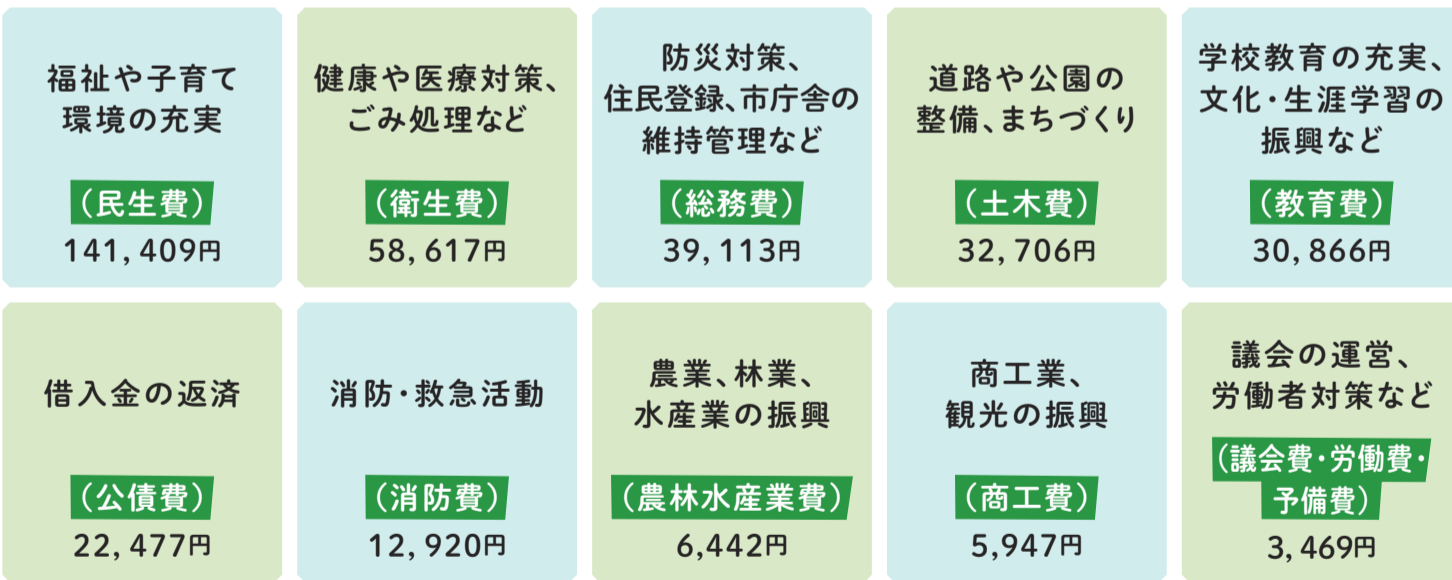 福祉や子育て
環境の充実
(民生費)
141,409円
健康や医療対策、
ごみ処理など
(衛生費)
58,617円
防災対策、
住民登録、市庁舎の
維持管理など
(総務費)
39,113円
道路や公園の
整備、まちづくり
(土木費)
32,706円
学校教育の充実、
文化・生涯学習の
振興など
(教育費)
30,866円
借入金の返済
(公債費)
22,477円
消防・救急活動
(消防費)
12,920円
農業、林業、
水産業の振興
(農林水産業費)
6,442円
商工業、
観光の振興
(商工費)
5,947円
議会の運営、
労働者対策など
(議会費・労働費・
予備費)
3,469円